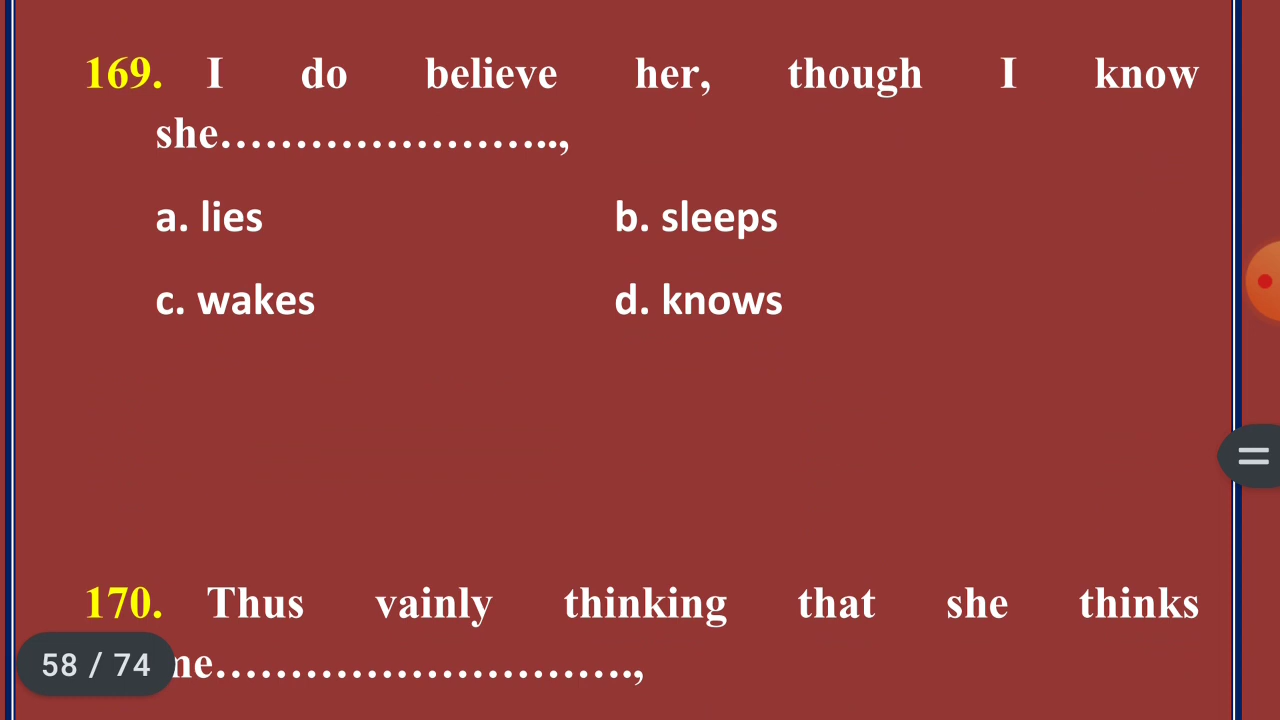 169. I do believe her, though I know
she……………………..,
a. lies b. sleeps
c. wakes d. knows
170. Thus vainly thinking that she thinks
……………………….,
58 / 74